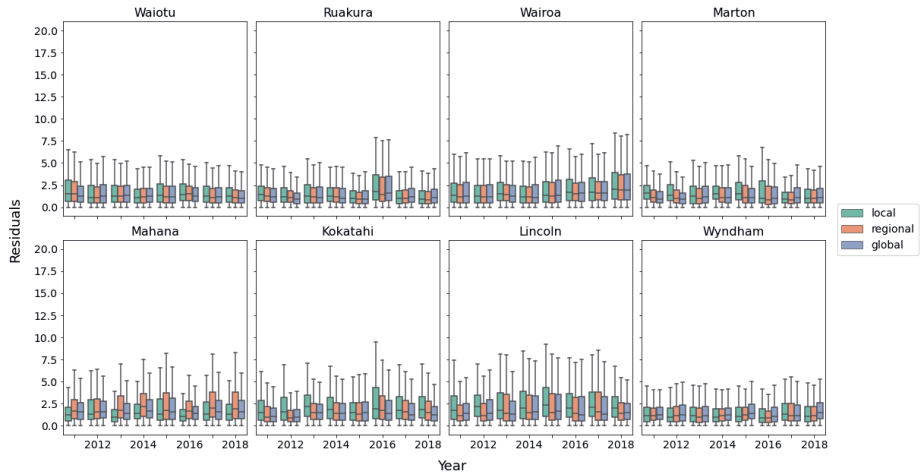 Waiotu Ruakura Wairoa Marton
20.0
17.5
15.0
12.5
10.0
7.5
5.0
2.5
0.0
Mahana Kokatahi Lincoln Wyndham
20.0
17.5
15.0
12.5
10.0
7.5
5.0
2.5
0.0
2012 2014 2016 2018 2012 2014 2016 2018 2012 2014 2016 2018 2012 2014 2016 2018
Residuals
Year
local
regional
global